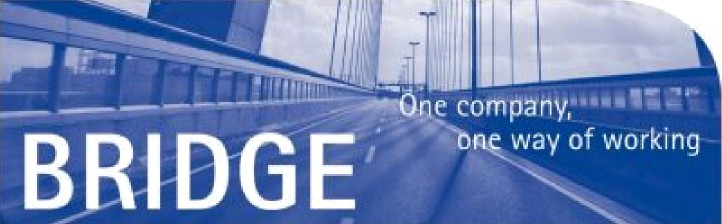 One company,
one way of working
BRIDGE